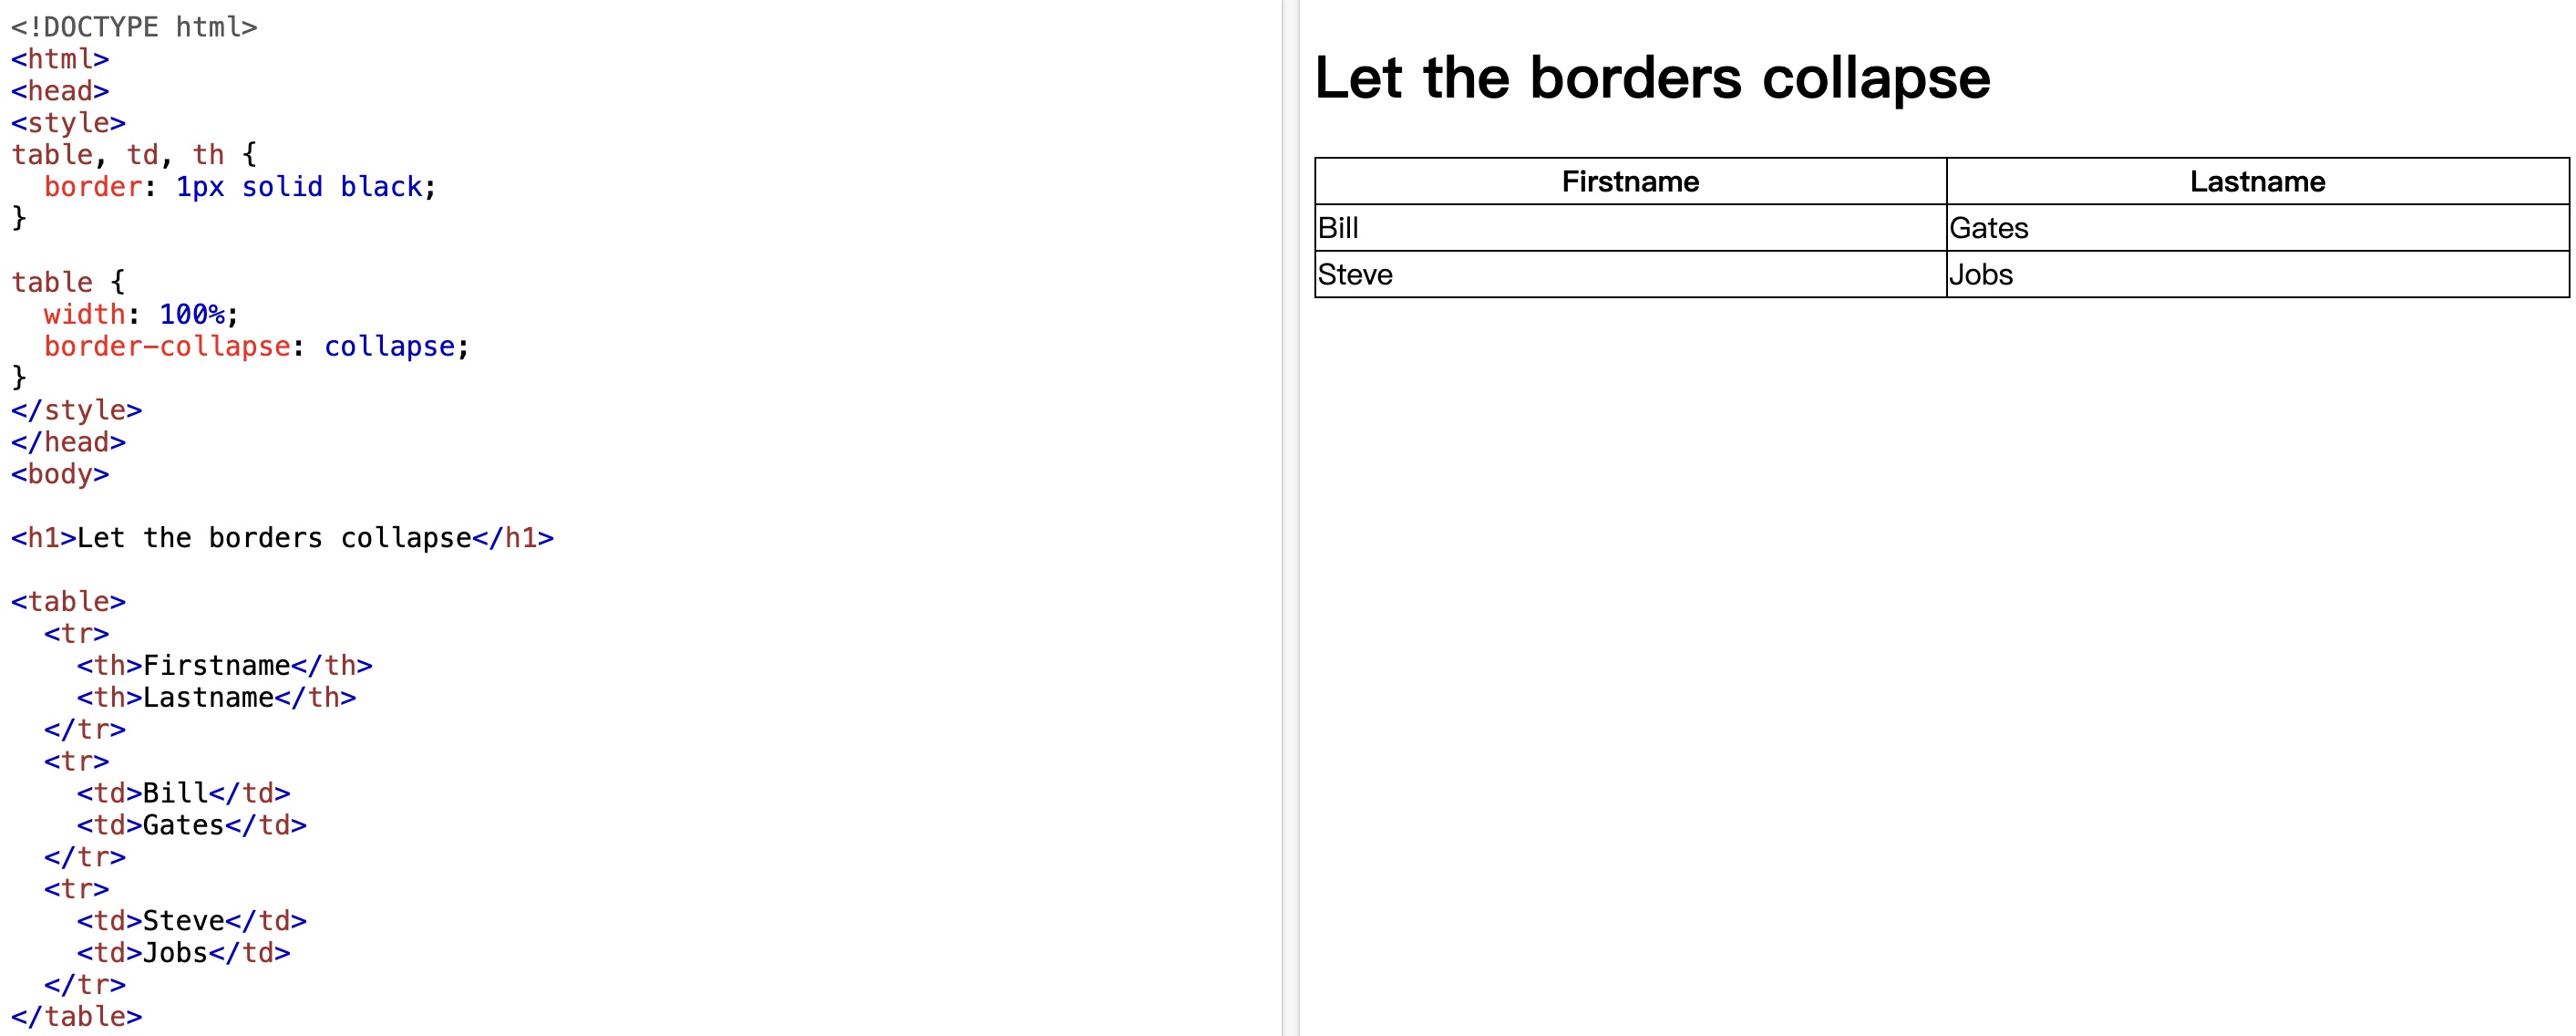 <!DOCTYPE html>
<html>
<head>
<style>
table, td, th {
  border: 1px solid black;
}

table {
  width: 100%;
  border-collapse: collapse;
}
</style>
</head>
<body>

<h1>Let the borders collapse</h1>

<table>
  <tr>
    <th>Firstname</th>
    <th>Lastname</th>
  </tr>
  <tr>
    <td>Bill</td>
    <td>Gates</td>
  </tr>
  <tr>
    <td>Steve</td>
    <td>Jobs</td>
  </tr>
</table>
Let the borders collapse
Firstname Lastname
Bill Gates
Steve Jobs